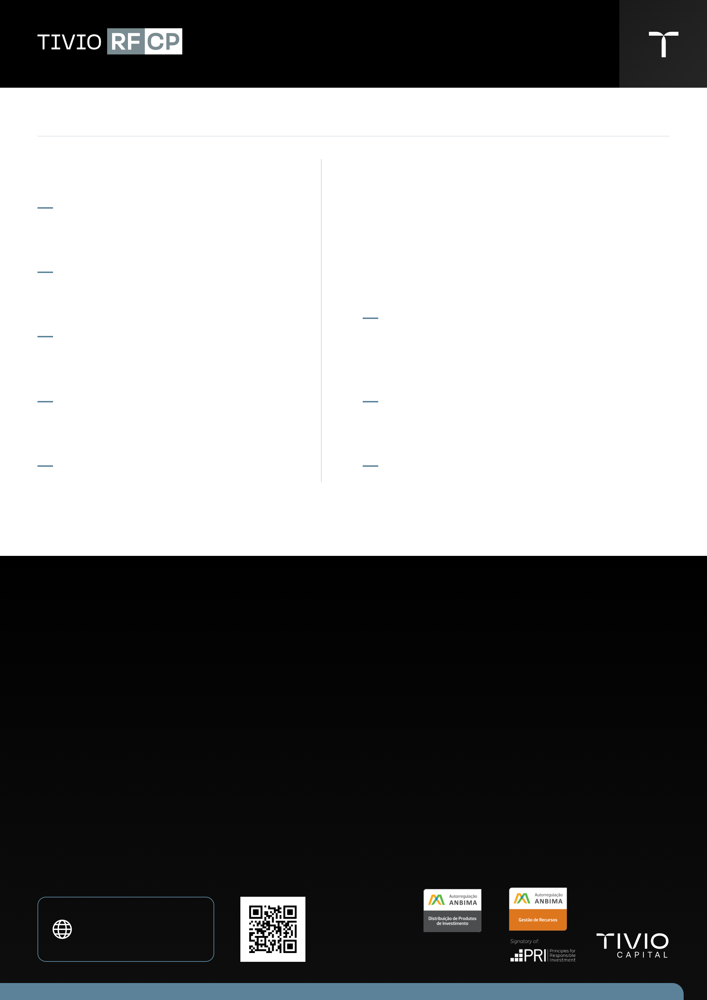 TIVIO RF CP
Autorregulação
ANBIMA
Distribuição de Produtos
de Investimento
Autorregulação
ANBIMA
Gestão de Recursos
Signatory of:
PRI Principles for
Responsible
Investment
TIVIO
CAPITAL